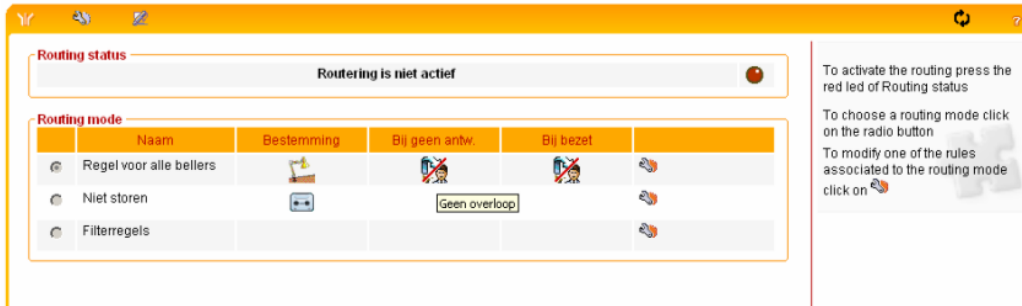 ?
Routing status
Routering is niet actief
Routing mode
Naam Bestemming Bij geen antw. Bij bezet
Regel voor alle bellers
Niet storen
Geen overloop
Filterregels
To activate the routing press the
red led of Routing status
To choose a routing mode click
on the radio button
To modify one of the rules
associated to the routing mode
click on